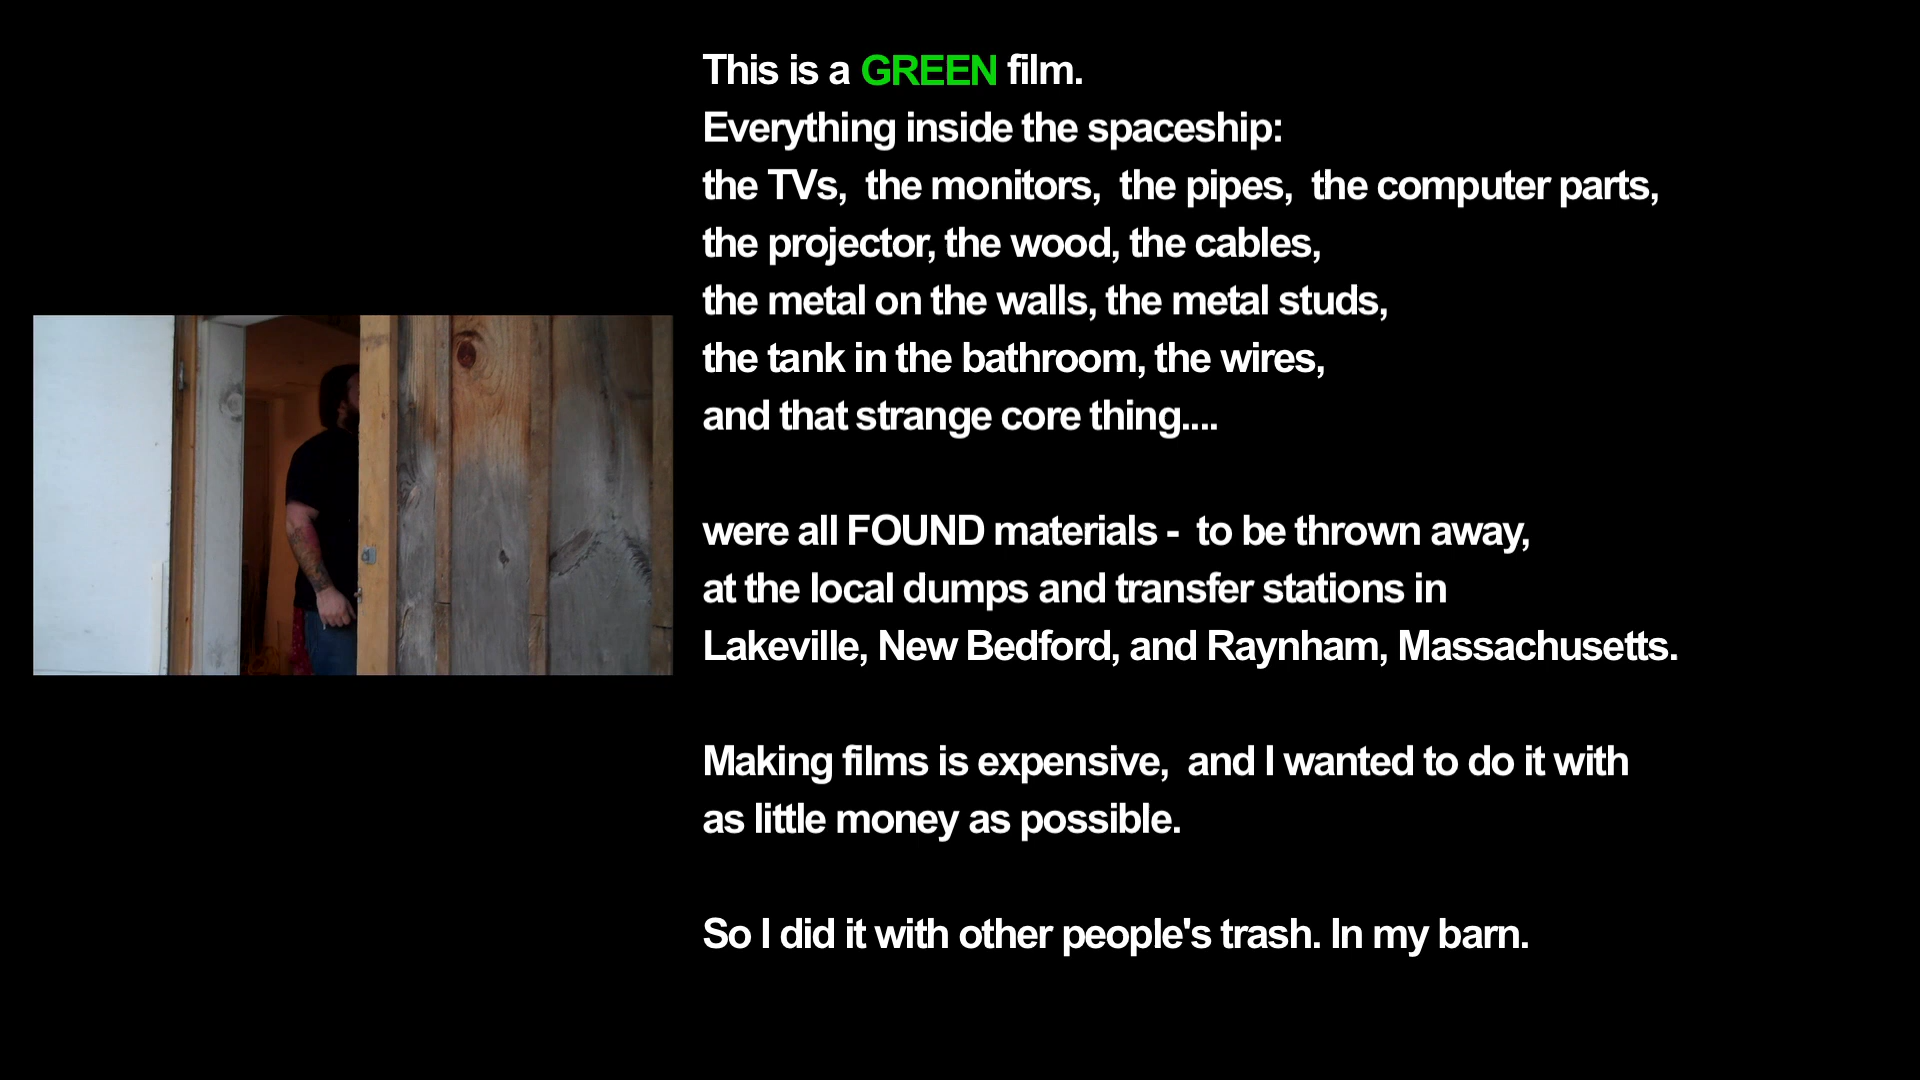 This is a GREEN film.
Everything inside the spaceship:
the TVs, the monitors, the pipes, the computer parts,
the projector, the wood, the cables,
the metal on the walls, the metal studs,
the tank in the bathroom, the wires,
and that strange core thing....
were all FOUND materials - to be thrown away,
at the local dumps and transfer stations in
Lakeville, New Bedford, and Raynham, Massachusetts.
Making films is expensive, and I wanted to do it with
as little money as possible.
So I did it with other people's trash. In my barn.